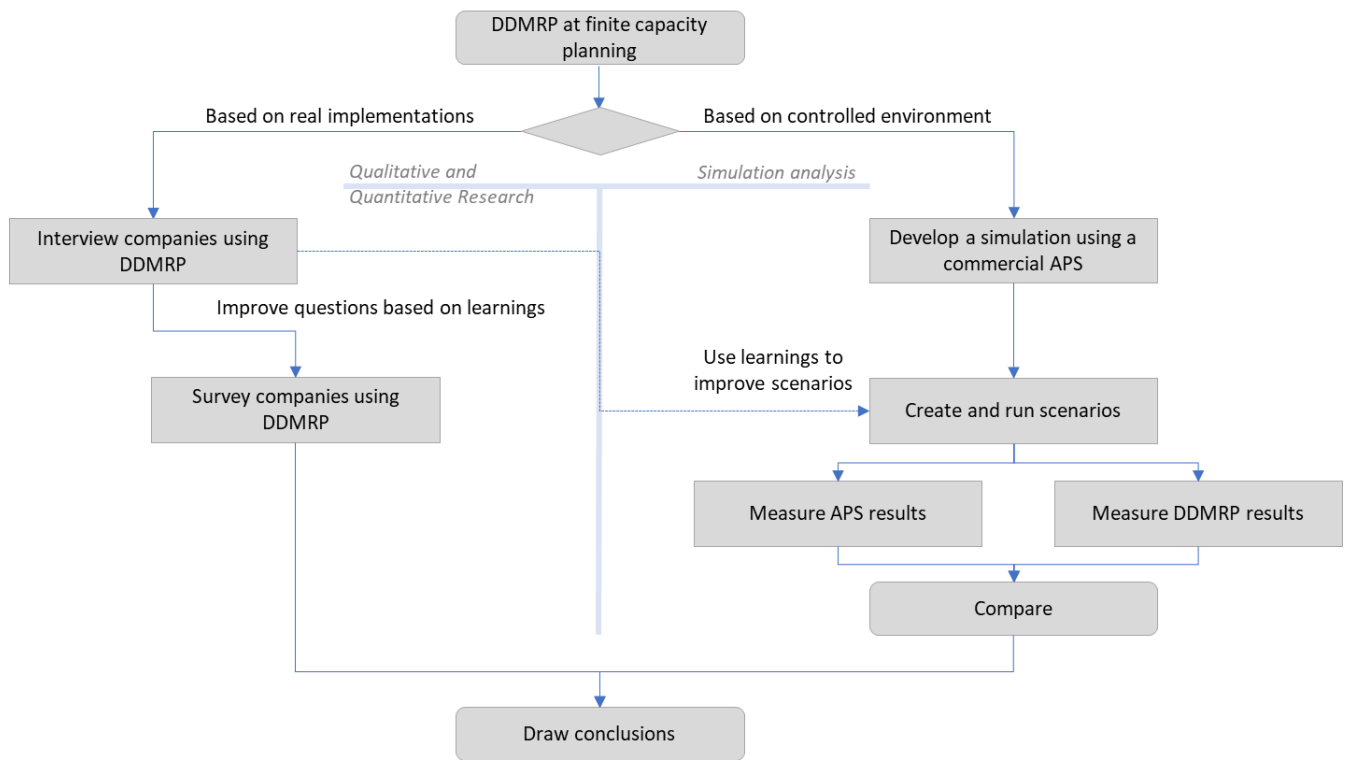 DDMRP at finite capacity
planning
Based on real implementations
Based on controlled environment
Qualitative and
Quantitative Research
Simulation analysis
Interview companies using
DDMRP
Develop a simulation using a
commercial APS
Improve questions based on learnings
Use learnings to
improve scenarios
Survey companies using
DDMRP
Create and run scenarios
Measure APS results
Measure DDMRP results
Compare
Draw conclusions